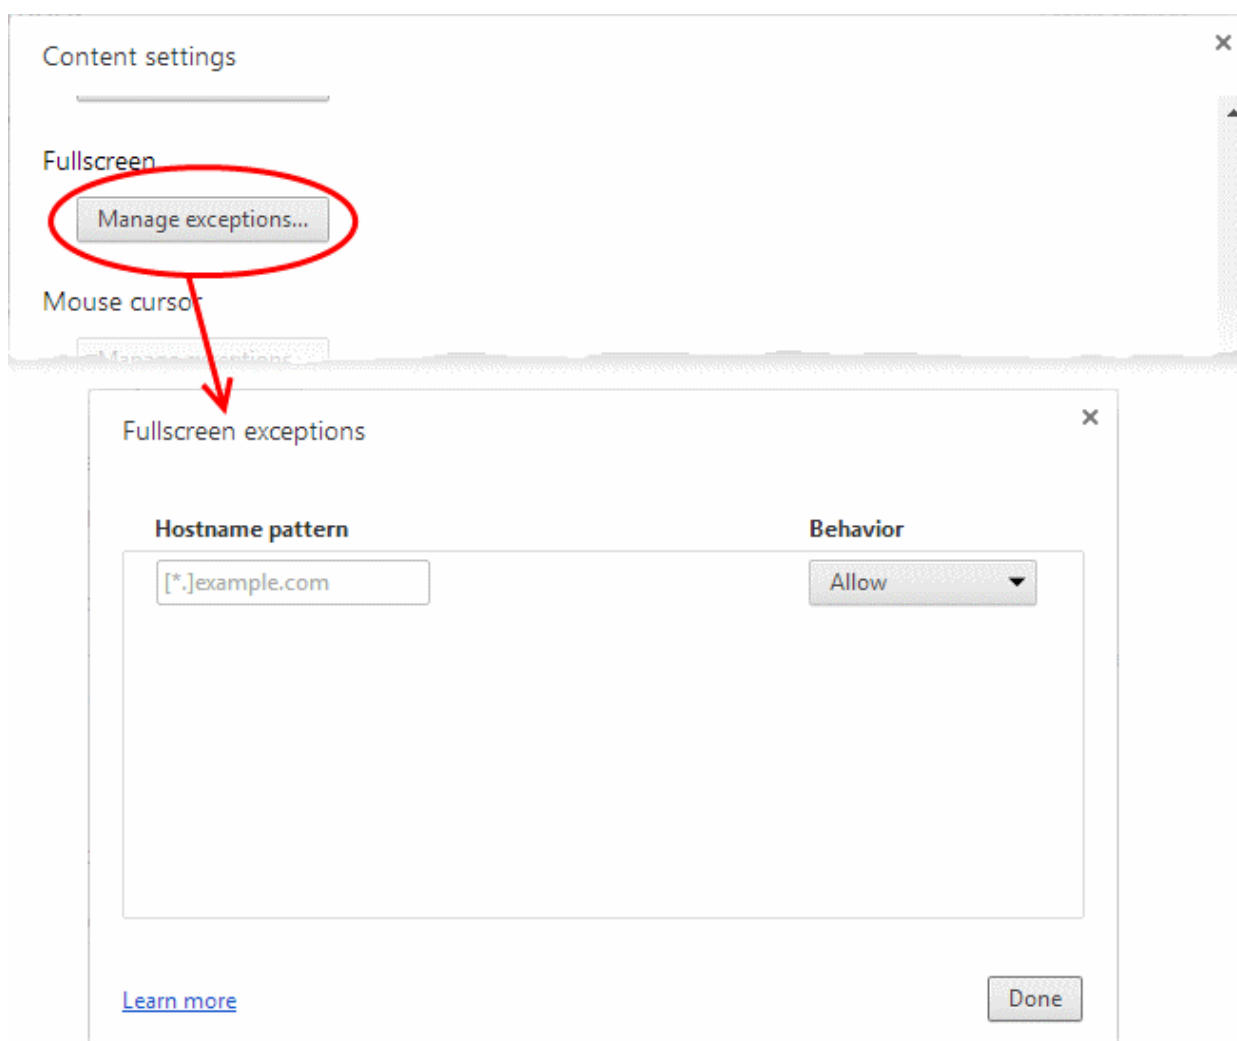 Content settings
Fullscreen
Manage exceptions...
Mouse cursor
Fullscreen exceptions
Hostname pattern Behavior
[*.]example.com Allow
Learn more Done